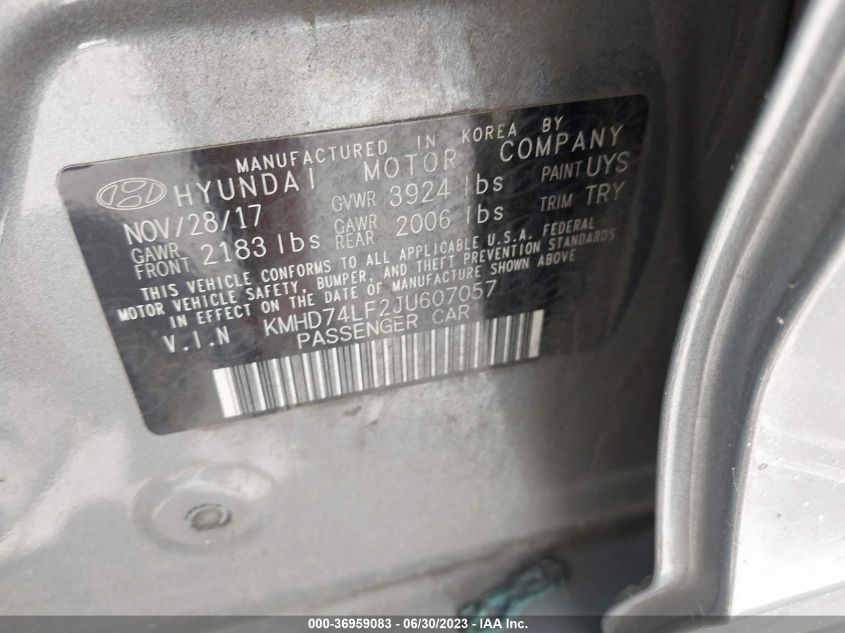 MANUFACTURED IN KOREA BY
HYUNDAI MOTOR COMPANY
NOV/28/17 GVWR 3924 lbs PAINT UYS
GAWR FRONT 2183 lbs GAWR REAR 2006 lbs TRIM TRY
THIS VEHICLE CONFORMS TO ALL APPLICABLE U.S.A. FEDERAL
MOTOR VEHICLE SAFETY, BUMPER, AND THEFT PREVENTION STANDARDS
IN EFFECT ON THE DATE OF MANUFACTURE SHOWN ABOVE
V.I.N KMHD74LF2JU607057
PASSENGER CAR
000-36959083 - 06/30/2023 - IAAI.com